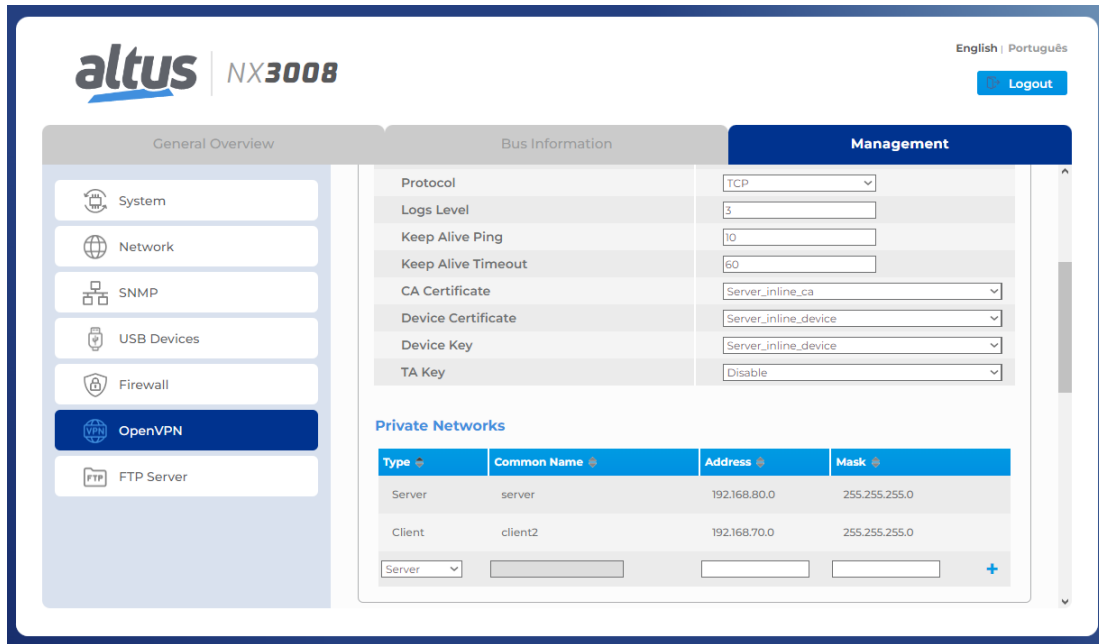 English | Português
altus NX3008
Logout
General Overview Bus Information Management
System
Network
SNMP
USB Devices
Firewall
VPN OpenVPN
FTP FTP Server
Protocol TCP
Logs Level 3
Keep Alive Ping 10
Keep Alive Timeout 60
CA Certificate Server_inline_ca
Device Certificate Server_inline_device
Device Key Server_inline_device
TA Key Disable
Private Networks
Type Common Name Address Mask
Server server 192.168.80.0 255.255.255.0
Client client2 192.168.70.0 255.255.255.0
Server +